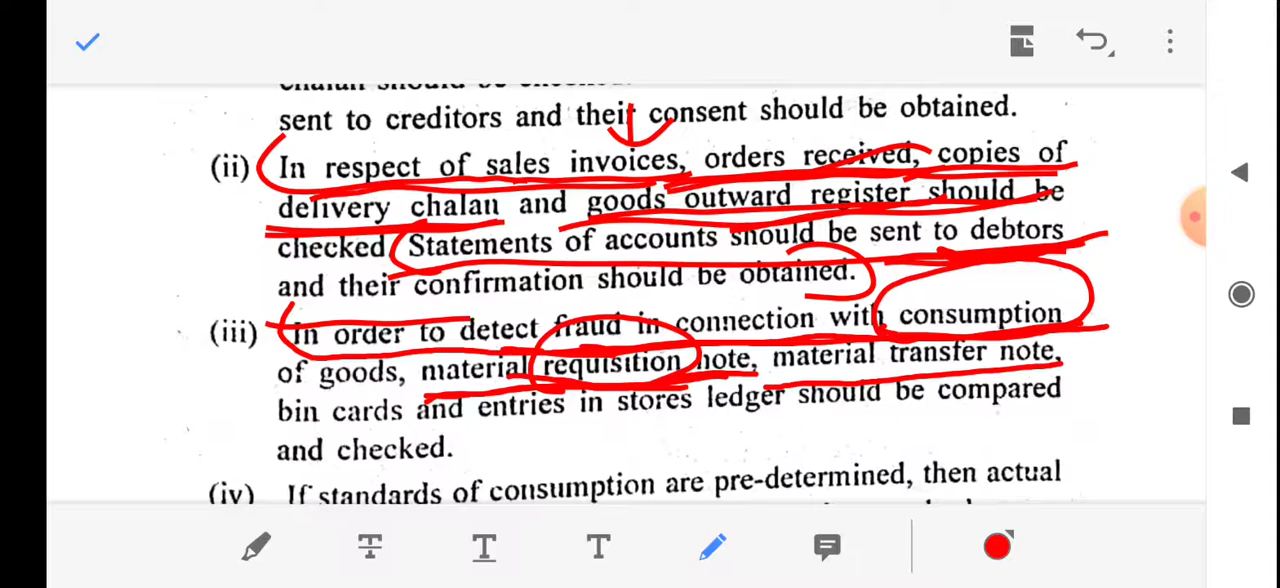 chalan should be checked.
sent to creditors and their consent should be obtained.
(ii) In respect of sales invoices, orders received, copies of
delivery chalan and goods outward register should be
checked Statements of accounts should be sent to debtors
and their confirmation should be obtained.
(iii) In order to detect fraud in connection with consumption
of goods, material requisition note, material transfer note,
bin cards and entries in stores ledger should be compared
and checked.
(iv) If standards of consumption are pre-determined, then actual
T T T